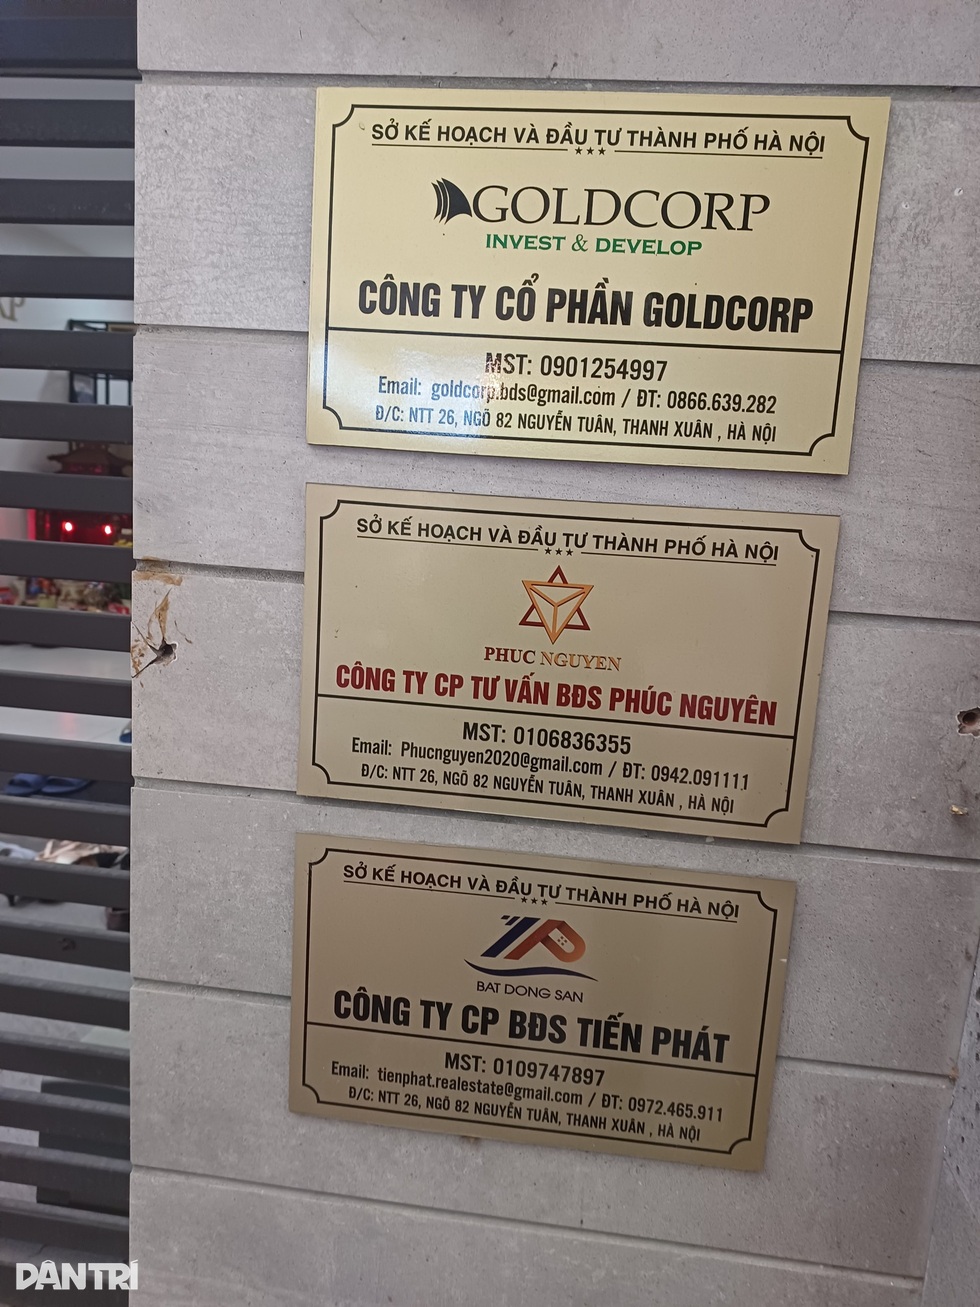 SỞ KẾ HOẠCH VÀ ĐẦU TƯ THÀNH PHỐ HÀ NỘI
GOLDCORP
INVEST & DEVELOP
CÔNG TY CỔ PHẦN GOLDCORP
MST: 0901254997
Email: goldcorp.bds@gmail.com / ĐT: 0866.639.282
Đ/C: NTT 26, NGÕ 82 NGUYỄN TUÂN, THANH XUÂN , HÀ NỘI
SỞ KẾ HOẠCH VÀ ĐẦU TƯ THÀNH PHỐ HÀ NỘI
PHUC NGUYEN
CÔNG TY CP TƯ VẤN BĐS PHÚC NGUYÊN
MST: 0106836355
Email: Phucnguyen2020@gmail.com / ĐT: 0942.091111
Đ/C: NTT 26, NGÕ 82 NGUYỄN TUÂN, THANH XUÂN , HÀ NỘI
SỞ KẾ HOẠCH VÀ ĐẦU TƯ THÀNH PHỐ HÀ NỘI
BAT DONG SAN
CÔNG TY CP BĐS TIẾN PHÁT
MST: 0109747897
Email: tienphat.realestate@gmail.com / ĐT: 0972.465.911
Đ/C: NTT 26, NGÕ 82 NGUYỄN TUÂN, THANH XUÂN , HÀ NỘI
DÂN TRÍ